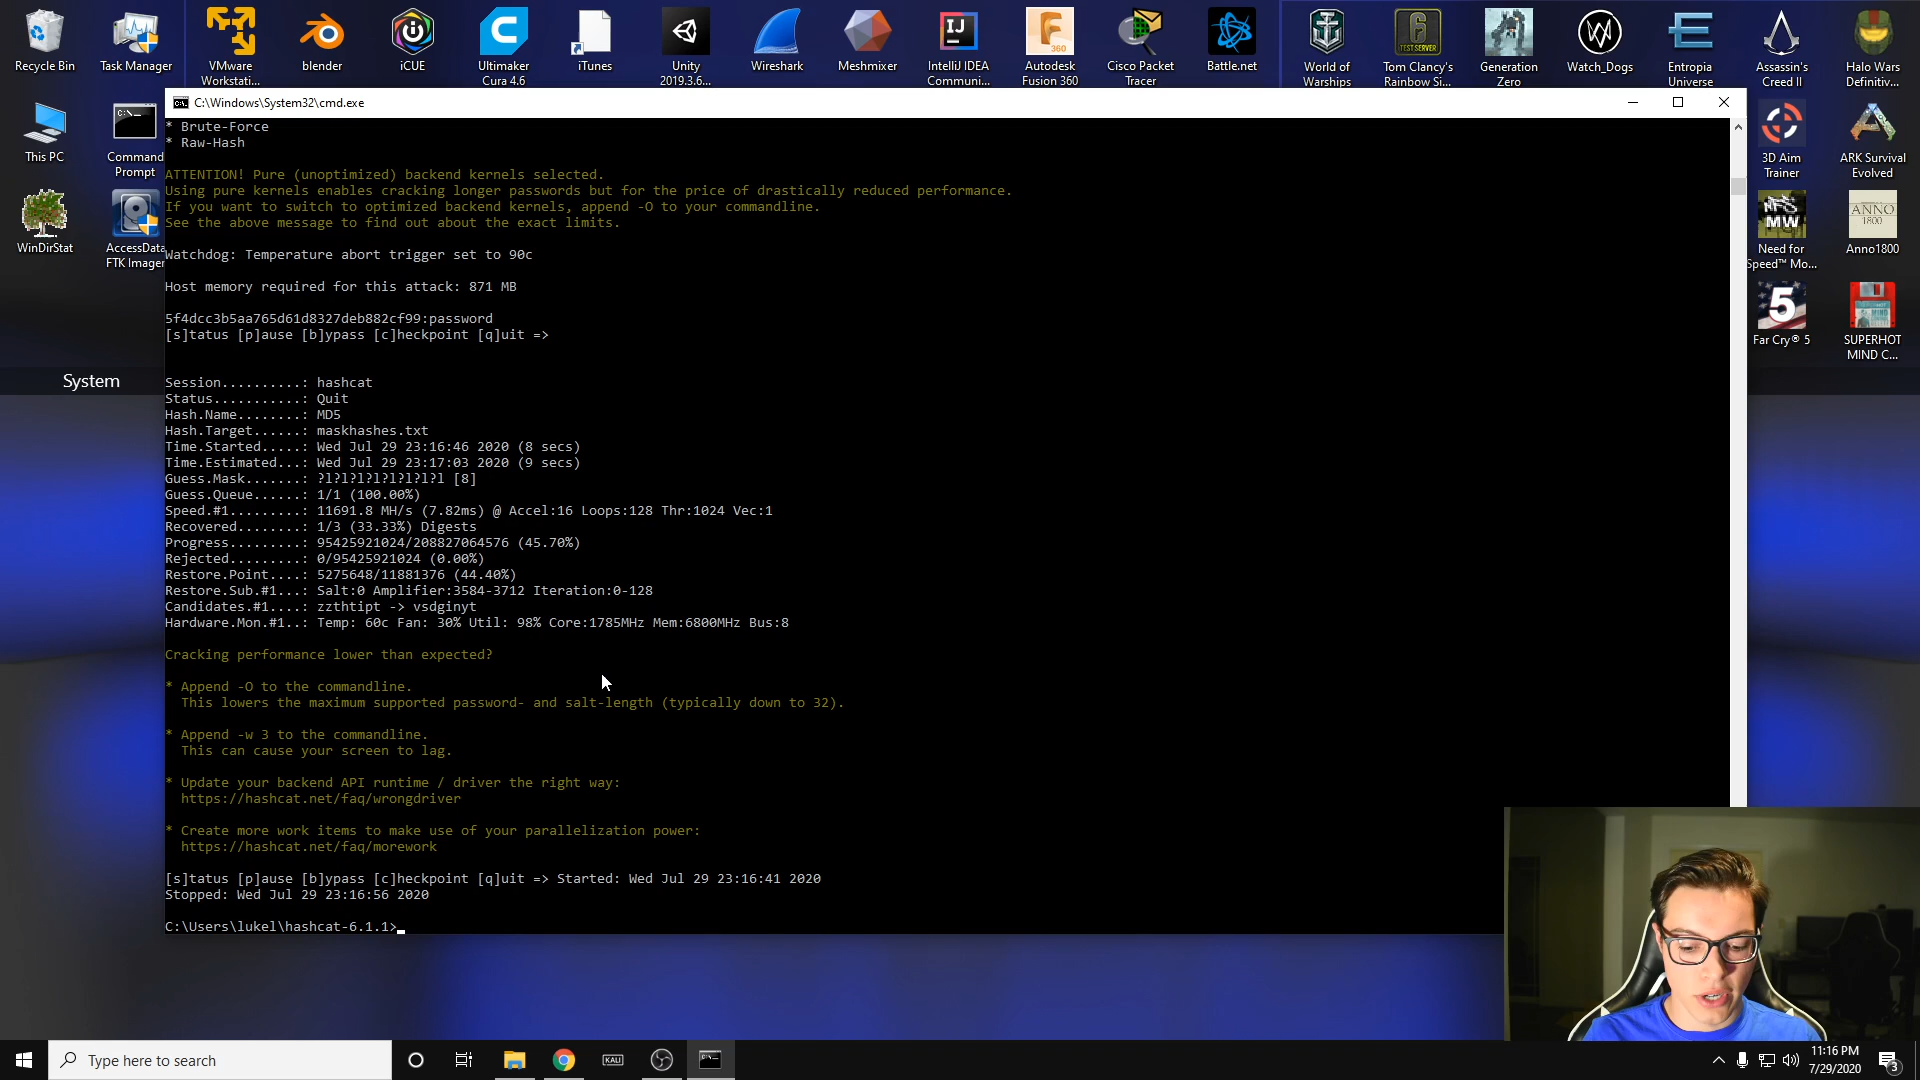 Recycle Bin
Task Manager
VMware
Workstati...
blender
iCUE
Ultimaker
Cura 4.6
iTunes
Unity
2019.3.6...
Wireshark
Meshmixer
IntelliJ IDEA
Communi...
Autodesk
Fusion 360
Cisco Packet
Tracer
Battle.net
World of
Warships
Tom Clancy's
Rainbow Si...
Generation
Zero
Watch_Dogs
Entropia
Universe
Assassin's
Creed II
Halo Wars
Definitiv...
This PC
Command
Prompt
WinDirStat
AccessData
FTK Imager
System
3D Aim
Trainer
ARK Survival
Evolved
Need for
Speed™ Mo...
Anno1800
Far Cry® 5
SUPERHOT
MIND C...
C:\Windows\System32\cmd.exe
* Brute-Force
* Raw-Hash
ATTENTION! Pure (unoptimized) backend kernels selected.
Using pure kernels enables cracking longer passwords but for the price of drastically reduced performance.
If you want to switch to optimized backend kernels, append -O to your commandline.
See the above message to find out about the exact limits.
Watchdog: Temperature abort trigger set to 90c
Host memory required for this attack: 871 MB
5f4dcc3b5aa765d61d8327deb882cf99:password
[s]tatus [p]ause [b]ypass [c]heckpoint [q]uit =>
Session..........: hashcat
Status...........: Quit
Hash.Name........: MD5
Hash.Target......: maskhashes.txt
Time.Started.....: Wed Jul 29 23:16:46 2020 (8 secs)
Time.Estimated...: Wed Jul 29 23:17:03 2020 (9 secs)
Guess.Mask.......: ?l?l?l?l?l?l?l?l [8]
Guess.Queue......: 1/1 (100.00%)
Speed.#1.........: 11691.8 MH/s (7.82ms) @ Accel:16 Loops:128 Thr:1024 Vec:1
Recovered........: 1/3 (33.33%) Digests
Progress.........: 95425921024/208827064576 (45.70%)
Rejected.........: 0/95425921024 (0.00%)
Restore.Point....: 5275648/11881376 (44.40%)
Restore.Sub.#1...: Salt:0 Amplifier:3584-3712 Iteration:0-128
Candidates.#1....: zzthtipt -> vsdginyt
Hardware.Mon.#1..: Temp: 60c Fan: 30% Util: 98% Core:1785MHz Mem:6800MHz Bus:8
Cracking performance lower than expected?
* Append -O to the commandline.
This lowers the maximum supported password- and salt-length (typically down to 32).
* Append -w 3 to the commandline.
This can cause your screen to lag.
* Update your backend API runtime / driver the right way:
https://hashcat.net/faq/wrongdriver
* Create more work items to make use of your parallelization power:
https://hashcat.net/faq/morework
[s]tatus [p]ause [b]ypass [c]heckpoint [q]uit => Started: Wed Jul 29 23:16:41 2020
Stopped: Wed Jul 29 23:16:56 2020
C:\Users\lukel\hashcat-6.1.1>
Type here to search
KALI
11:16 PM
7/29/2020
3